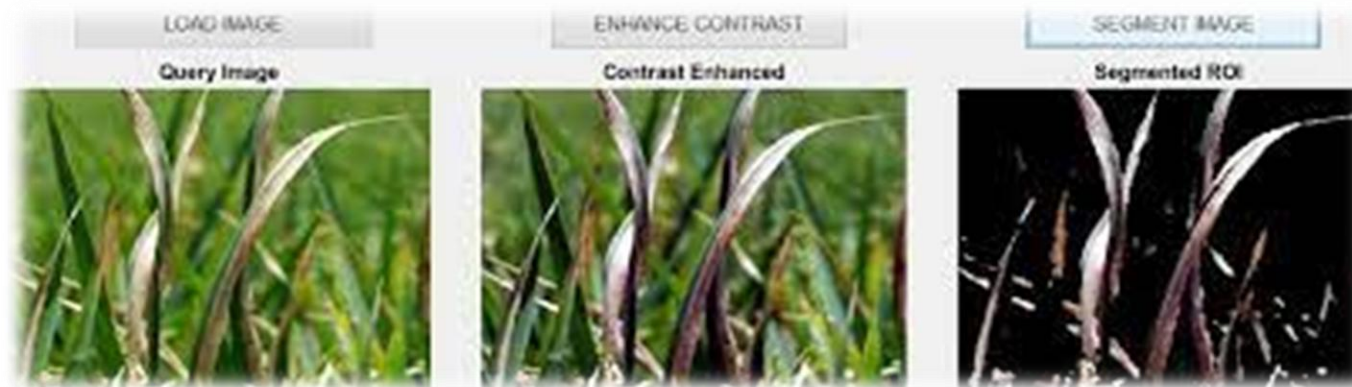 LOAD IMAGE
ENHANCE CONTRAST
SEGMENT IMAGE
Query Image
Contrast Enhanced
Segmented ROI